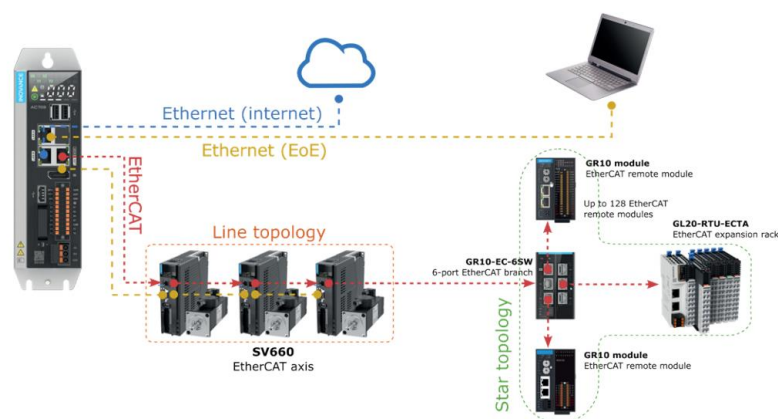 INOVANCE
Ethernet (internet)
Ethernet (EoE)
EtherCAT
Line topology
SV660
EtherCAT axis
GR10 module
EtherCAT remote module
Up to 128 EtherCAT
remote modules
GL20-RTU-ECTA
EtherCAT expansion rack
GR10-EC-6SW
6-port EtherCAT branch
Star topology
GR10 module
EtherCAT remote module